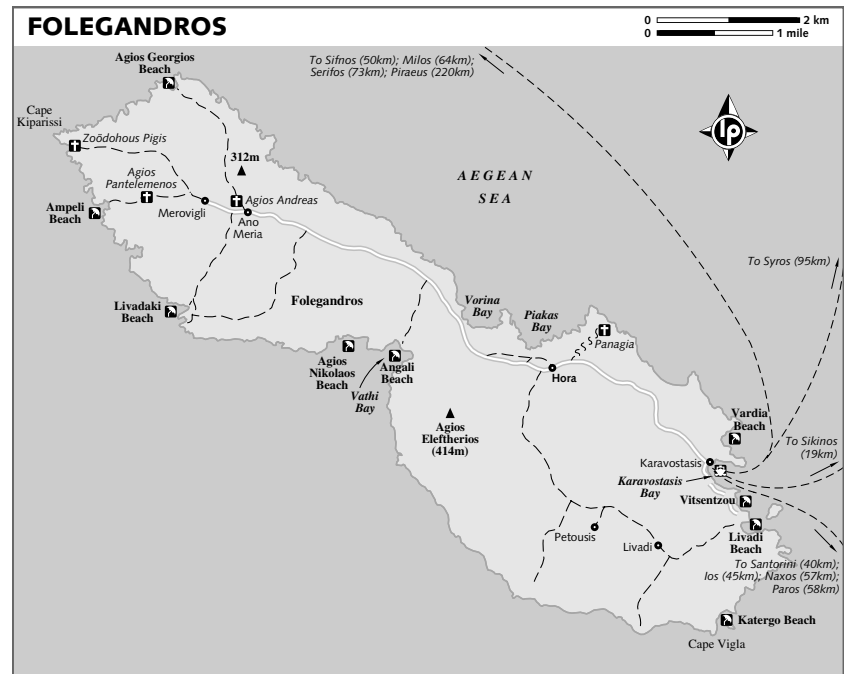 FOLEGANDROS
0 2 km
0 1 mile
Agios Georgios
Beach
To Sifnos (50km); Milos (64km);
Serifos (73km); Piraeus (220km)
Cape
Kiparissi
Zoödohous Pigis
312m
lp
AEGEAN
SEA
Agios
Pantelemenos
Agios Andreas
Ampeli
Beach
Merovigli
Ano
Meria
To Syros (95km)
Livadaki
Beach
Folegandros
Vorina
Bay
Piakas
Bay
Panagia
Agios
Nikolaos
Beach
Angali
Beach
Vathi
Bay
Hora
Agios
Eleftherios
(414m)
Vardia
Beach
To Sikinos
(19km)
Karavostasis
Karavostasis
Bay
Vitsentzou
Petousis
Livadi
Livadi
Beach
To Santorini (40km);
Ios (45km); Naxos (57km);
Paros (58km)
Katergo Beach
Cape Vigla